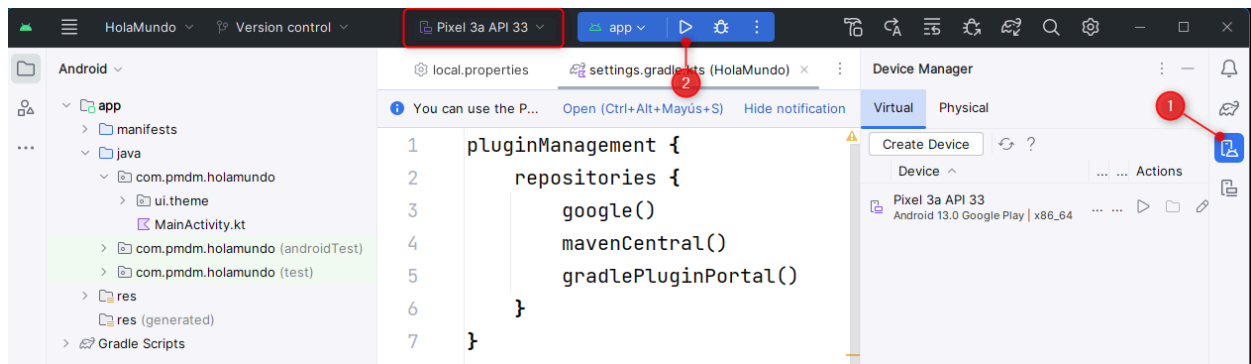 HolaMundo
Version control
Pixel 3a API 33
app
2
Android
app
manifests
java
com.pmdm.holamundo
ui.theme
MainActivity.kt
com.pmdm.holamundo (androidTest)
com.pmdm.holamundo (test)
res
res (generated)
Gradle Scripts
local.properties
settings.gradle.kts (HolaMundo)
You can use the P...
Open (Ctrl+Alt+Mayús+S)
Hide notification
1 pluginManagement {
2 repositories {
3 google()
4 mavenCentral()
5 gradlePluginPortal()
6 }
7 }
Device Manager
Virtual
Physical
1
Create Device
?
Device
... ... Actions
Pixel 3a API 33
Android 13.0 Google Play | x86_64
... ...